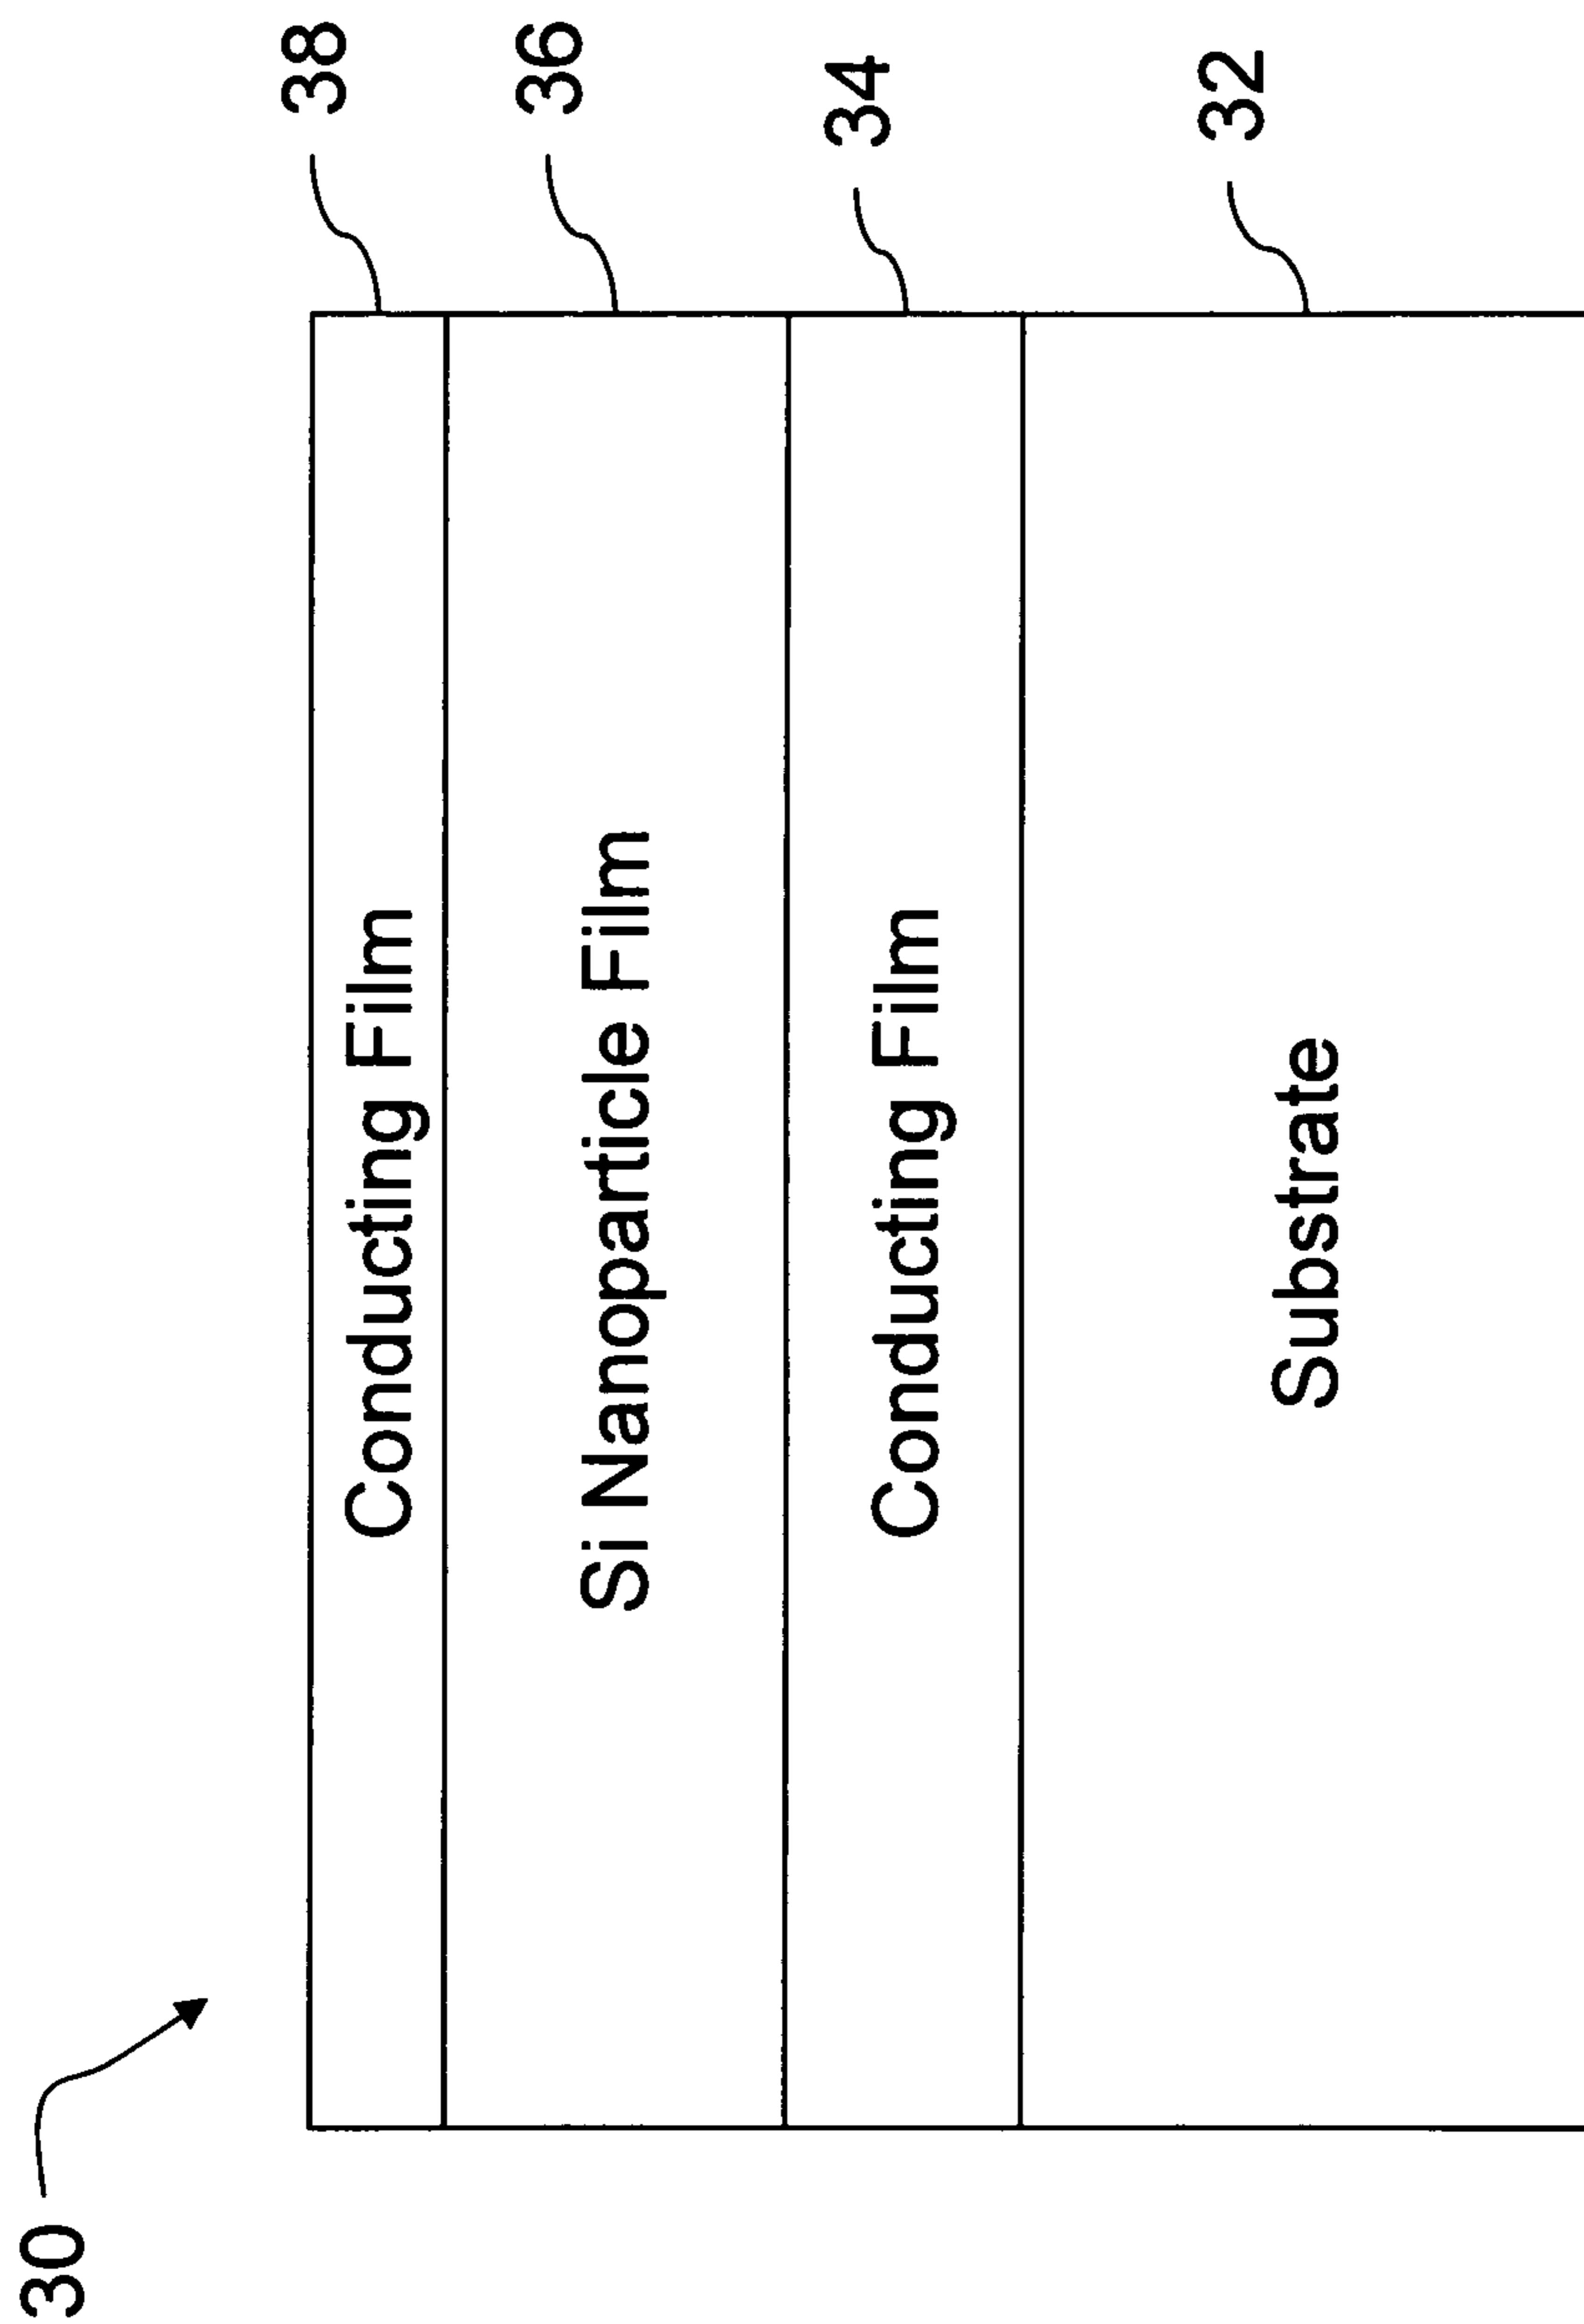 30
Conducting Film
38
Si Nanoparticle Film
36
Conducting Film
34
Substrate
32